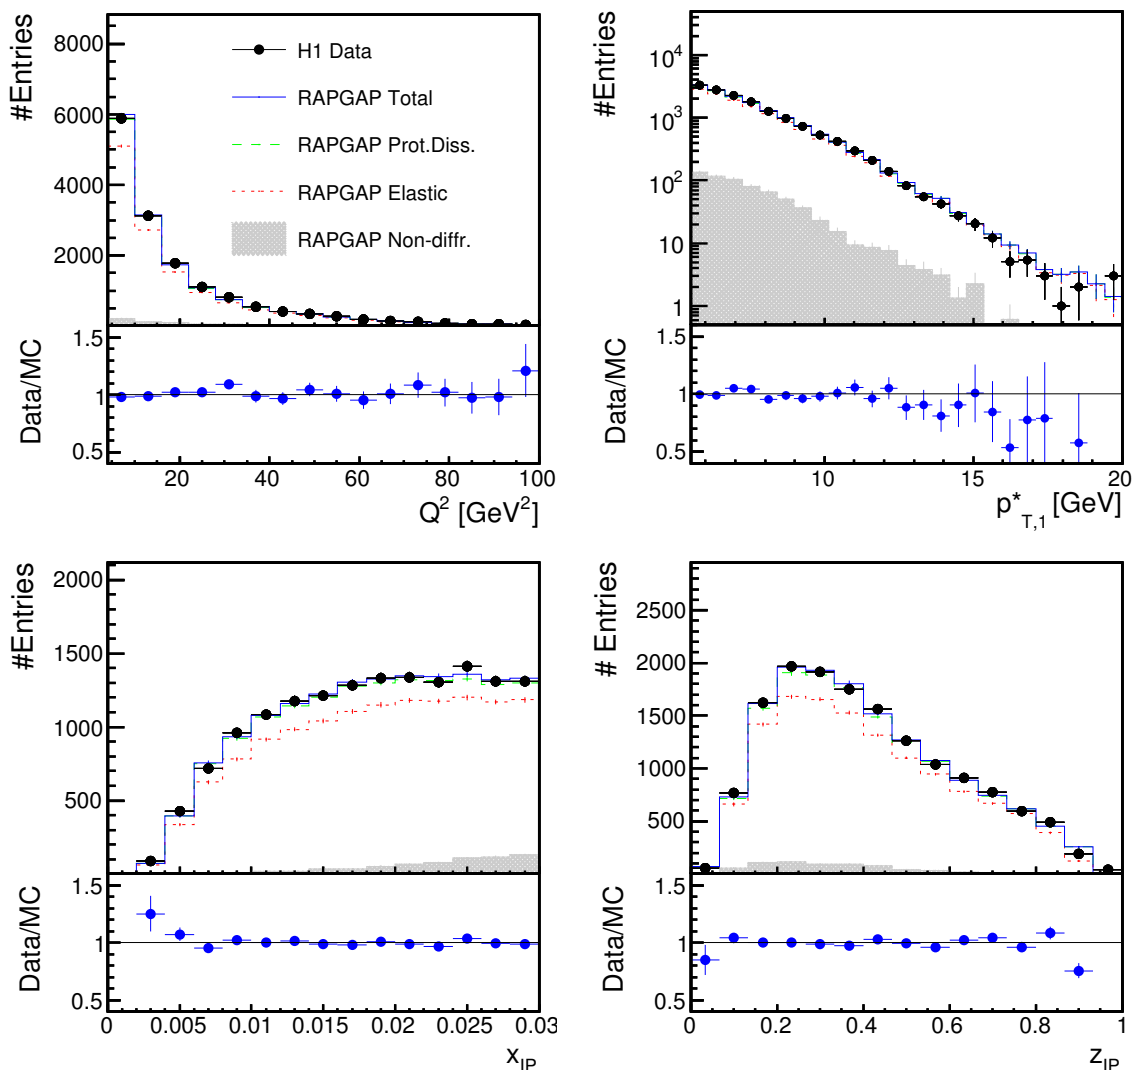 #Entries
8000
6000
4000
2000
H1 Data
RAPGAP Total
RAPGAP Prot.Diss.
RAPGAP Elastic
RAPGAP Non-diffr.
Data/MC
1.5
1
0.5
20 40 60 80 100
Q² [GeV²]
#Entries
10⁴
10³
10²
10
1
Data/MC
1.5
1
0.5
10 15 20
p*T,1 [GeV]
#Entries
2000
1500
1000
500
Data/MC
1.5
1
0.5
0 0.005 0.01 0.015 0.02 0.025 0.03
xIP
# Entries
2500
2000
1500
1000
500
Data/MC
1.5
1
0.5
0 0.2 0.4 0.6 0.8 1
zIP